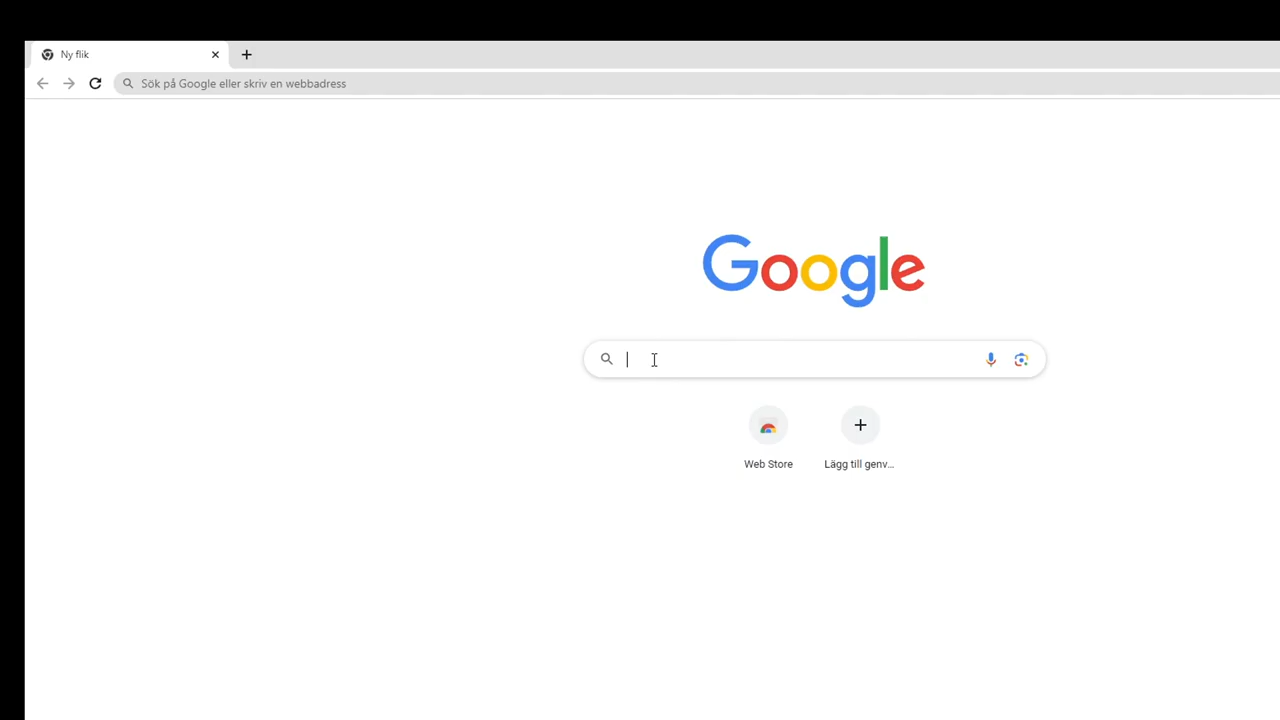 Ny flik
Sök på Google eller skriv en webbadress
Google
Web Store
Lägg till genv...